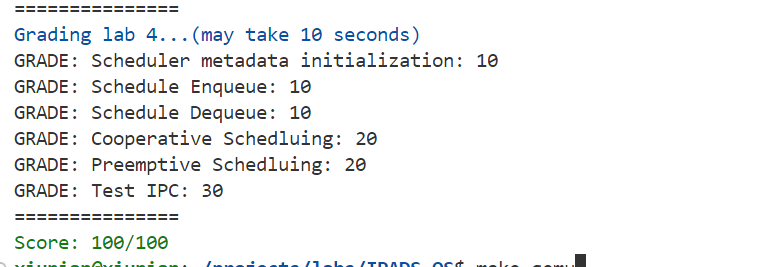 ===============
Grading lab 4...(may take 10 seconds)
GRADE: Scheduler metadata initialization: 10
GRADE: Schedule Enqueue: 10
GRADE: Schedule Dequeue: 10
GRADE: Cooperative Schedluing: 20
GRADE: Preemptive Schedluing: 20
GRADE: Test IPC: 30
===============
Score: 100/100